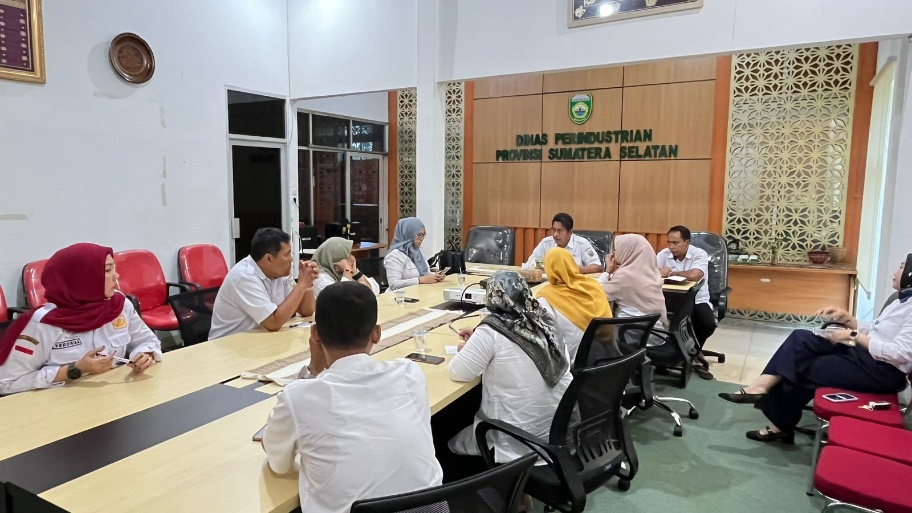 DINAS PERINDUSTRIAN
PROVINSI SUMATERA SELATAN